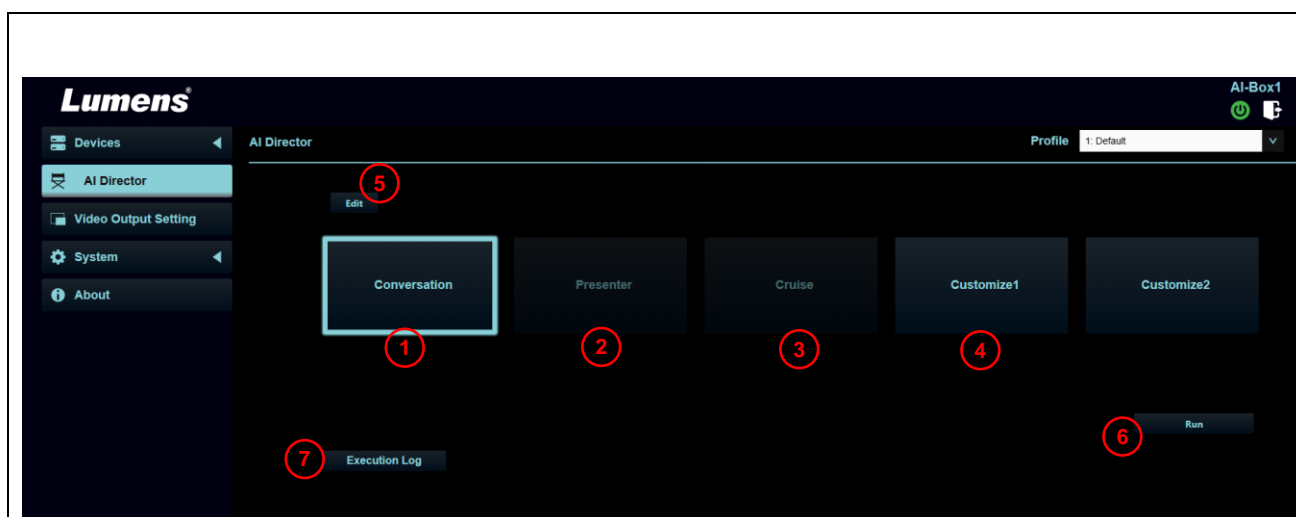 Lumens®
AI-Box1
Devices
AI Director
Profile
1: Default
AI Director
5
Edit
Video Output Setting
System
Conversation
Presenter
Cruise
Customize1
Customize2
About
1
2
3
4
Run
6
7
Execution Log